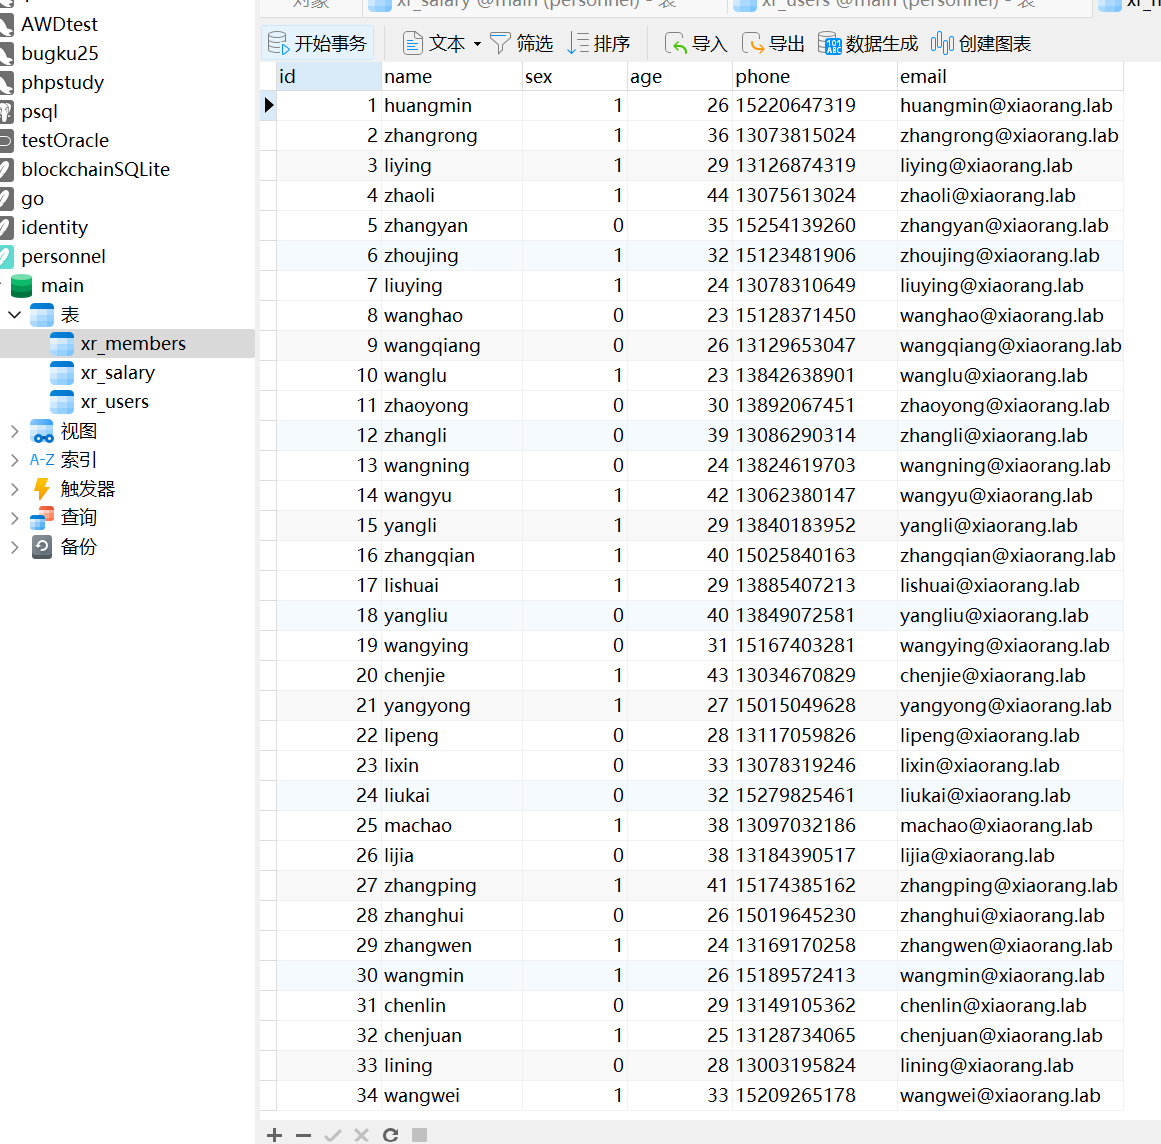 对象 xr_salary @main (personnel) - 表 xr_users @main (personnel) - 表
开始事务 文本 筛选 排序 导入 导出 数据生成 创建图表
AWDtest
bugku25
phpstudy
psql
testOracle
blockchainSQLite
go
identity
personnel
main
表
xr_members
xr_salary
xr_users
视图
A-Z 索引
触发器
查询
备份
id name sex age phone email
1 huangmin 1 26 15220647319 huangmin@xiaorang.lab
2 zhangrong 1 36 13073815024 zhangrong@xiaorang.lab
3 liying 1 29 13126874319 liying@xiaorang.lab
4 zhaoli 1 44 13075613024 zhaoli@xiaorang.lab
5 zhangyan 0 35 15254139260 zhangyan@xiaorang.lab
6 zhoujing 1 32 15123481906 zhoujing@xiaorang.lab
7 liuying 1 24 13078310649 liuying@xiaorang.lab
8 wanghao 0 23 15128371450 wanghao@xiaorang.lab
9 wangqiang 0 26 13129653047 wangqiang@xiaorang.lab
10 wanglu 1 23 13842638901 wanglu@xiaorang.lab
11 zhaoyong 0 30 13892067451 zhaoyong@xiaorang.lab
12 zhangli 0 39 13086290314 zhangli@xiaorang.lab
13 wangning 0 24 13824619703 wangning@xiaorang.lab
14 wangyu 1 42 13062380147 wangyu@xiaorang.lab
15 yangli 1 29 13840183952 yangli@xiaorang.lab
16 zhangqian 1 40 15025840163 zhangqian@xiaorang.lab
17 lishuai 1 29 13885407213 lishuai@xiaorang.lab
18 yangliu 0 40 13849072581 yangliu@xiaorang.lab
19 wangying 0 31 15167403281 wangying@xiaorang.lab
20 chenjie 1 43 13034670829 chenjie@xiaorang.lab
21 yangyong 1 27 15015049628 yangyong@xiaorang.lab
22 lipeng 0 28 13117059826 lipeng@xiaorang.lab
23 lixin 0 33 13078319246 lixin@xiaorang.lab
24 liukai 0 32 15279825461 liukai@xiaorang.lab
25 machao 1 38 13097032186 machao@xiaorang.lab
26 lijia 0 38 13184390517 lijia@xiaorang.lab
27 zhangping 1 41 15174385162 zhangping@xiaorang.lab
28 zhanghui 0 26 15019645230 zhanghui@xiaorang.lab
29 zhangwen 1 24 13169170258 zhangwen@xiaorang.lab
30 wangmin 1 26 15189572413 wangmin@xiaorang.lab
31 chenlin 0 29 13149105362 chenlin@xiaorang.lab
32 chenjuan 1 25 13128734065 chenjuan@xiaorang.lab
33 lining 0 28 13003195824 lining@xiaorang.lab
34 wangwei 1 33 15209265178 wangwei@xiaorang.lab